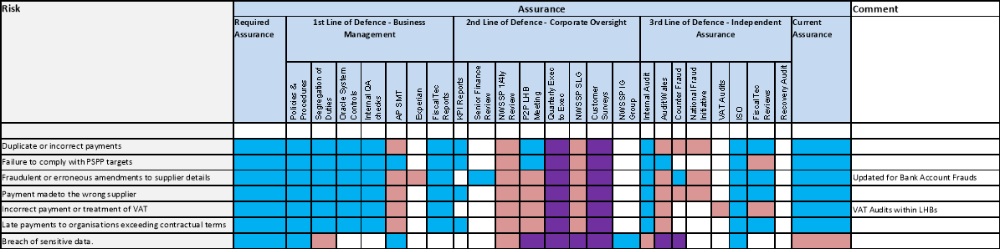 Risk
Assurance
Comment
Required
Assurance
1st Line of Defence - Business
Management
2nd Line of Defence - Corporate Oversight
3rd Line of Defence - Independent
Assurance
Current
Assurance
Policies &
Procedures
Segregation of
Duties
Oracle System
Controls
Internal QA
checks
AP SMT
Experian
FiscalTec
Reports
KPI Reports
Senior Finance
Review
NWSSP 1/4ly
Review
P2P LHB
Meeting
Quarterly Exec
to Exec
NWSSP SLG
Customer
Surveys
NWSSP IG
Group
Internal Audit
Audit Wales
Counter Fraud
National Fraud
Initiative
VAT Audits
ISO
FiscalTec
Reviews
Recovery Audit
Duplicate or incorrect payments
Failure to comply with PSPP targets
Fraudulent or erroneous amendments to supplier details
Updated for Bank Account Frauds
Payment madeto the wrong supplier
Incorrect payment or treatment of VAT
VAT Audits within LHBs
Late payments to organisations exceeding contractual terms
Breach of sensitive data.